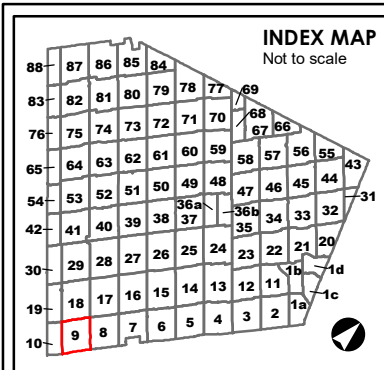 INDEX MAP
Not to scale
88 87 86 85 84
83 82 81 80 79 78 77 69
76 75 74 73 72 71 70 68 67 66
65 64 63 62 61 60 59 58 57 56 55 43
54 53 52 51 50 49 48 47 46 45 44 31
42 41 40 39 38 37 36a 36b 35 34 33 32
30 29 28 27 26 25 24 23 22 21 20
19 18 17 16 15 14 13 12 11 1b 1d
10 9 8 7 6 5 4 3 2 1a 1c